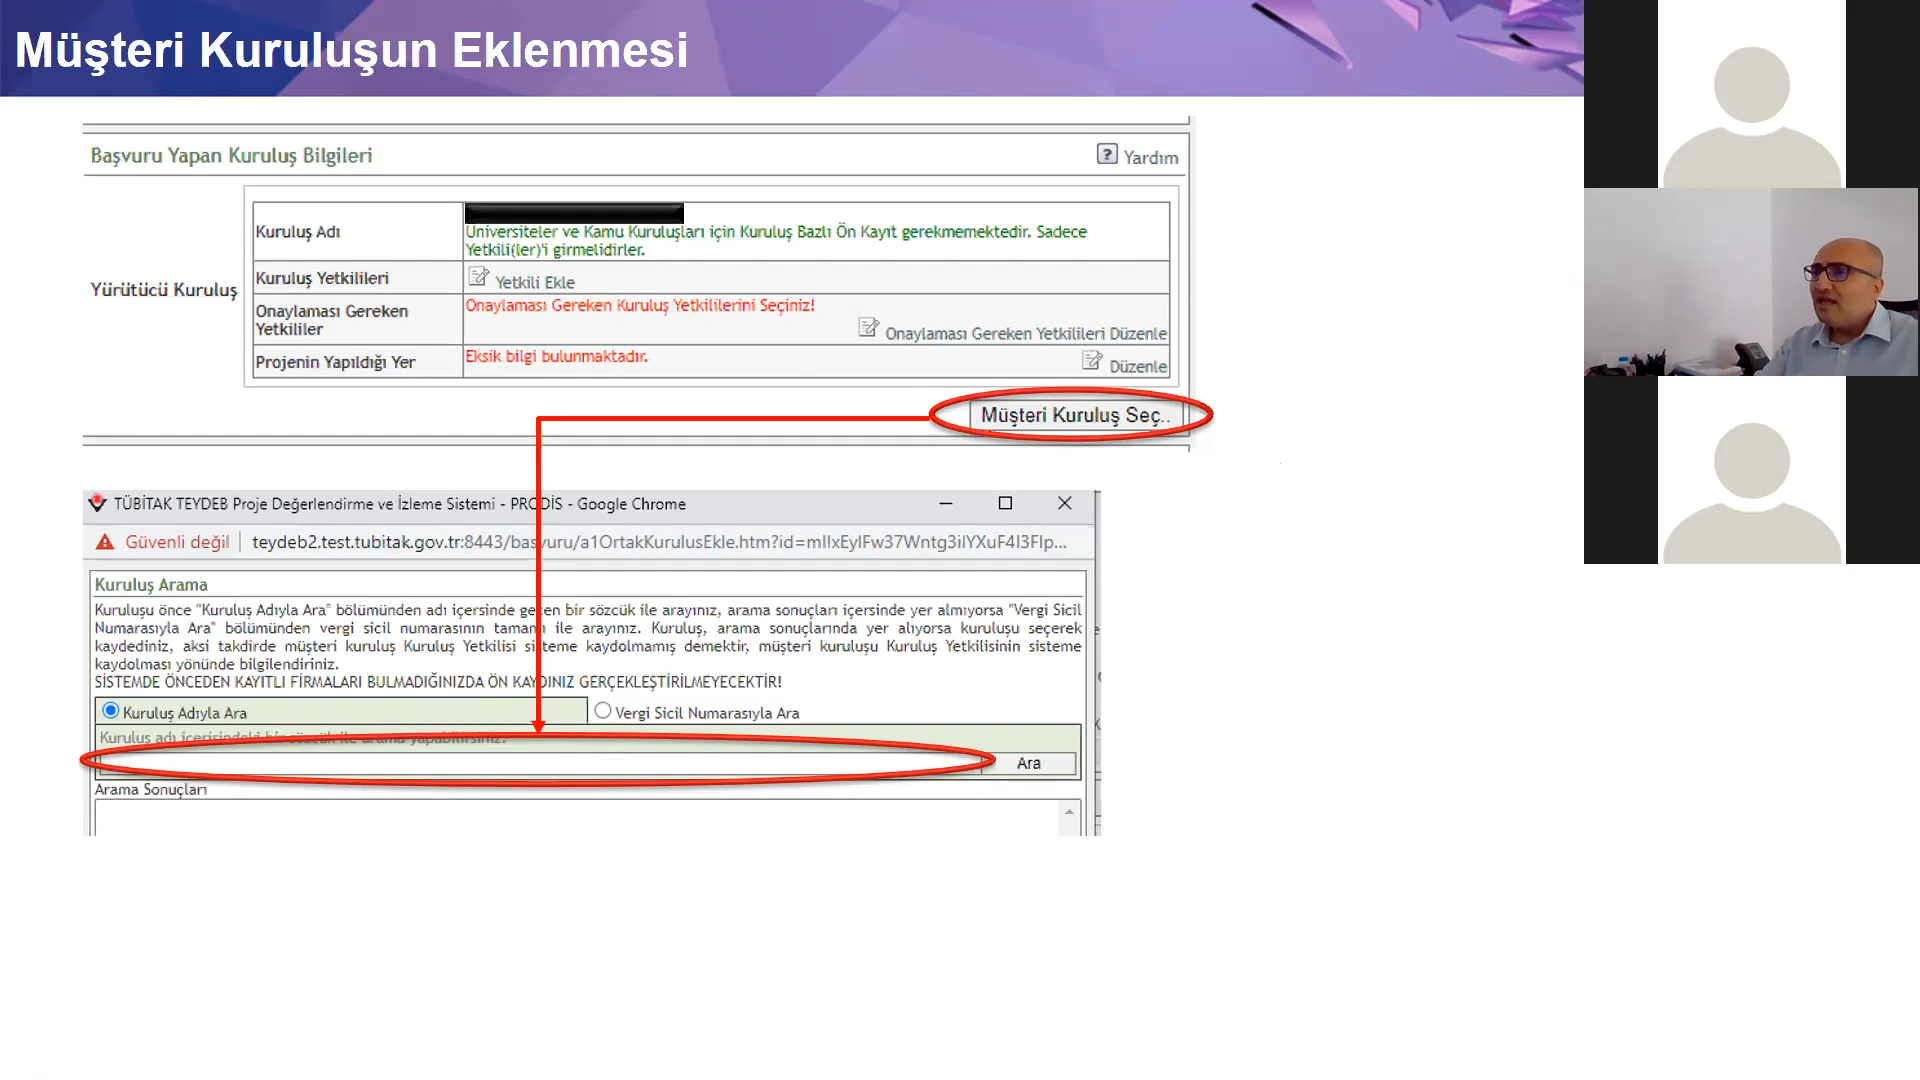 Müşteri Kuruluşun Eklenmesi
Başvuru Yapan Kuruluş Bilgileri
? Yardım
Yürütücü Kuruluş
Kuruluş Adı
Üniversiteler ve Kamu Kuruluşları için Kuruluş Bazlı Ön Kayıt gerekmemektedir. Sadece
Yetkili(ler)'i girmelidirler.
Kuruluş Yetkilileri
Yetkili Ekle
Onaylaması Gereken
Yetkililer
Onaylaması Gereken Kuruluş Yetkililerini Seçiniz!
Onaylaması Gereken Yetkilileri Düzenle
Projenin Yapıldığı Yer
Eksik bilgi bulunmaktadır.
Düzenle
Müşteri Kuruluş Seç..
TÜBİTAK TEYDEB Proje Değerlendirme ve İzleme Sistemi - PRODİS - Google Chrome
Güvenli değil
teydeb2.test.tubitak.gov.tr:8443/basvuru/a1OrtakKurulusEkle.htm?id=
Kuruluş Arama
Kuruluşu önce "Kuruluş Adıyla Ara" bölümünden adı içersinde geçen bir sözcük ile arayınız, arama sonuçları içersinde yer almıyorsa "Vergi Sicil
Numarasıyla Ara" bölümünden vergi sicil numarasının tamamı ile arayınız. Kuruluş, arama sonuçlarında yer alıyorsa kuruluşu seçerek
kaydediniz, aksi takdirde müşteri kuruluş Kuruluş Yetkilisi sisteme kaydolmamış demektir, müşteri kuruluşu Kuruluş Yetkilisinin sisteme
kaydolması yönünde bilgilendiriniz.
SİSTEMDE ÖNCEDEN KAYITLI FİRMALARI BULMADIĞINIZDA ÖN KAYDINIZ GERÇEKLEŞTİRİLMEYECEKTİR!
Kuruluş Adıyla Ara
Vergi Sicil Numarasıyla Ara
Kuruluş adı içerisindeki bir sözcük ile arama yapabilirsiniz.
Ara
Arama Sonuçları